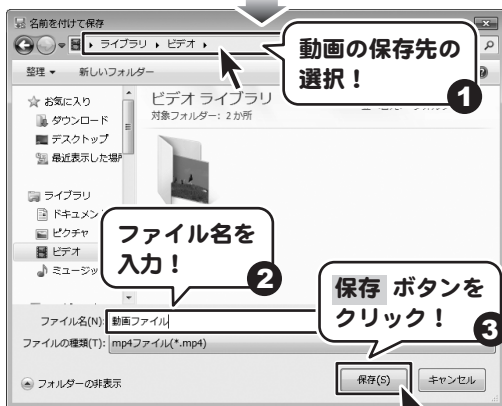 名前を付けて保存
ライブラリ ▸ ビデオ ▸
動画の保存先の
選択！
1
整理 ▼ 新しいフォルダー
お気に入り
ダウンロード
デスクトップ
最近表示した場所
ビデオ ライブラリ
対象フォルダー: 2 か所
ライブラリ
ドキュメン
ピクチャ
ビデオ
ミュージッ
ファイル名を
入力！
2
保存 ボタンを
クリック！
3
ファイル名(N): 動画ファイル
ファイルの種類(T): mp4ファイル(*.mp4)
フォルダーの非表示
保存(S)
キャンセル